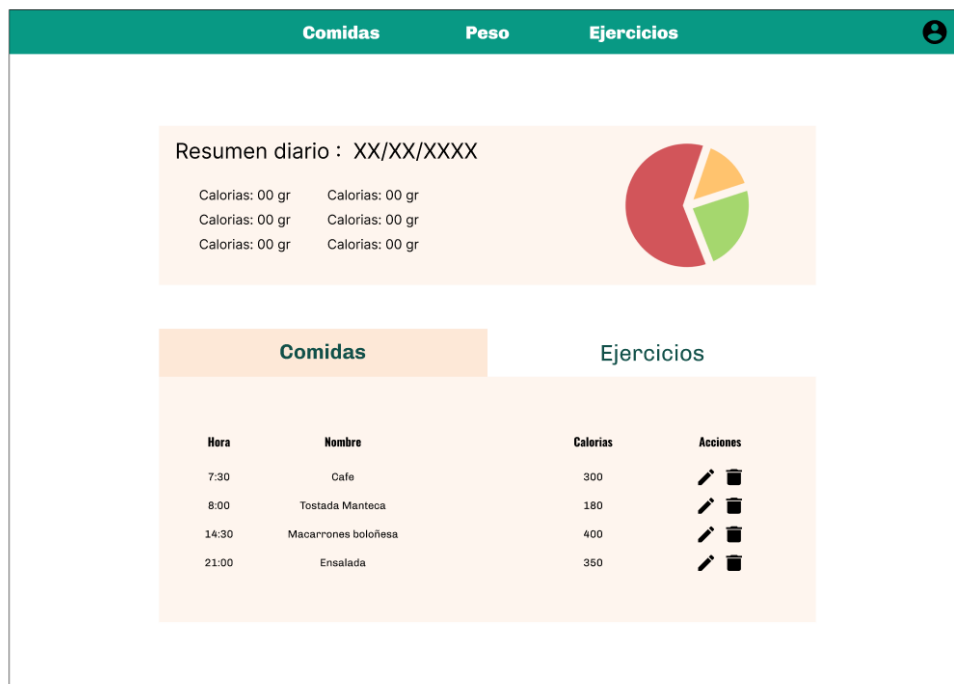 Comidas Peso Ejercicios
Resumen diario : XX/XX/XXXX
Calorias: 00 gr Calorias: 00 gr
Calorias: 00 gr Calorias: 00 gr
Calorias: 00 gr Calorias: 00 gr
Comidas Ejercicios
Hora Nombre Calorias Acciones
7:30 Cafe 300
8:00 Tostada Manteca 180
14:30 Macarrones boloñesa 400
21:00 Ensalada 350